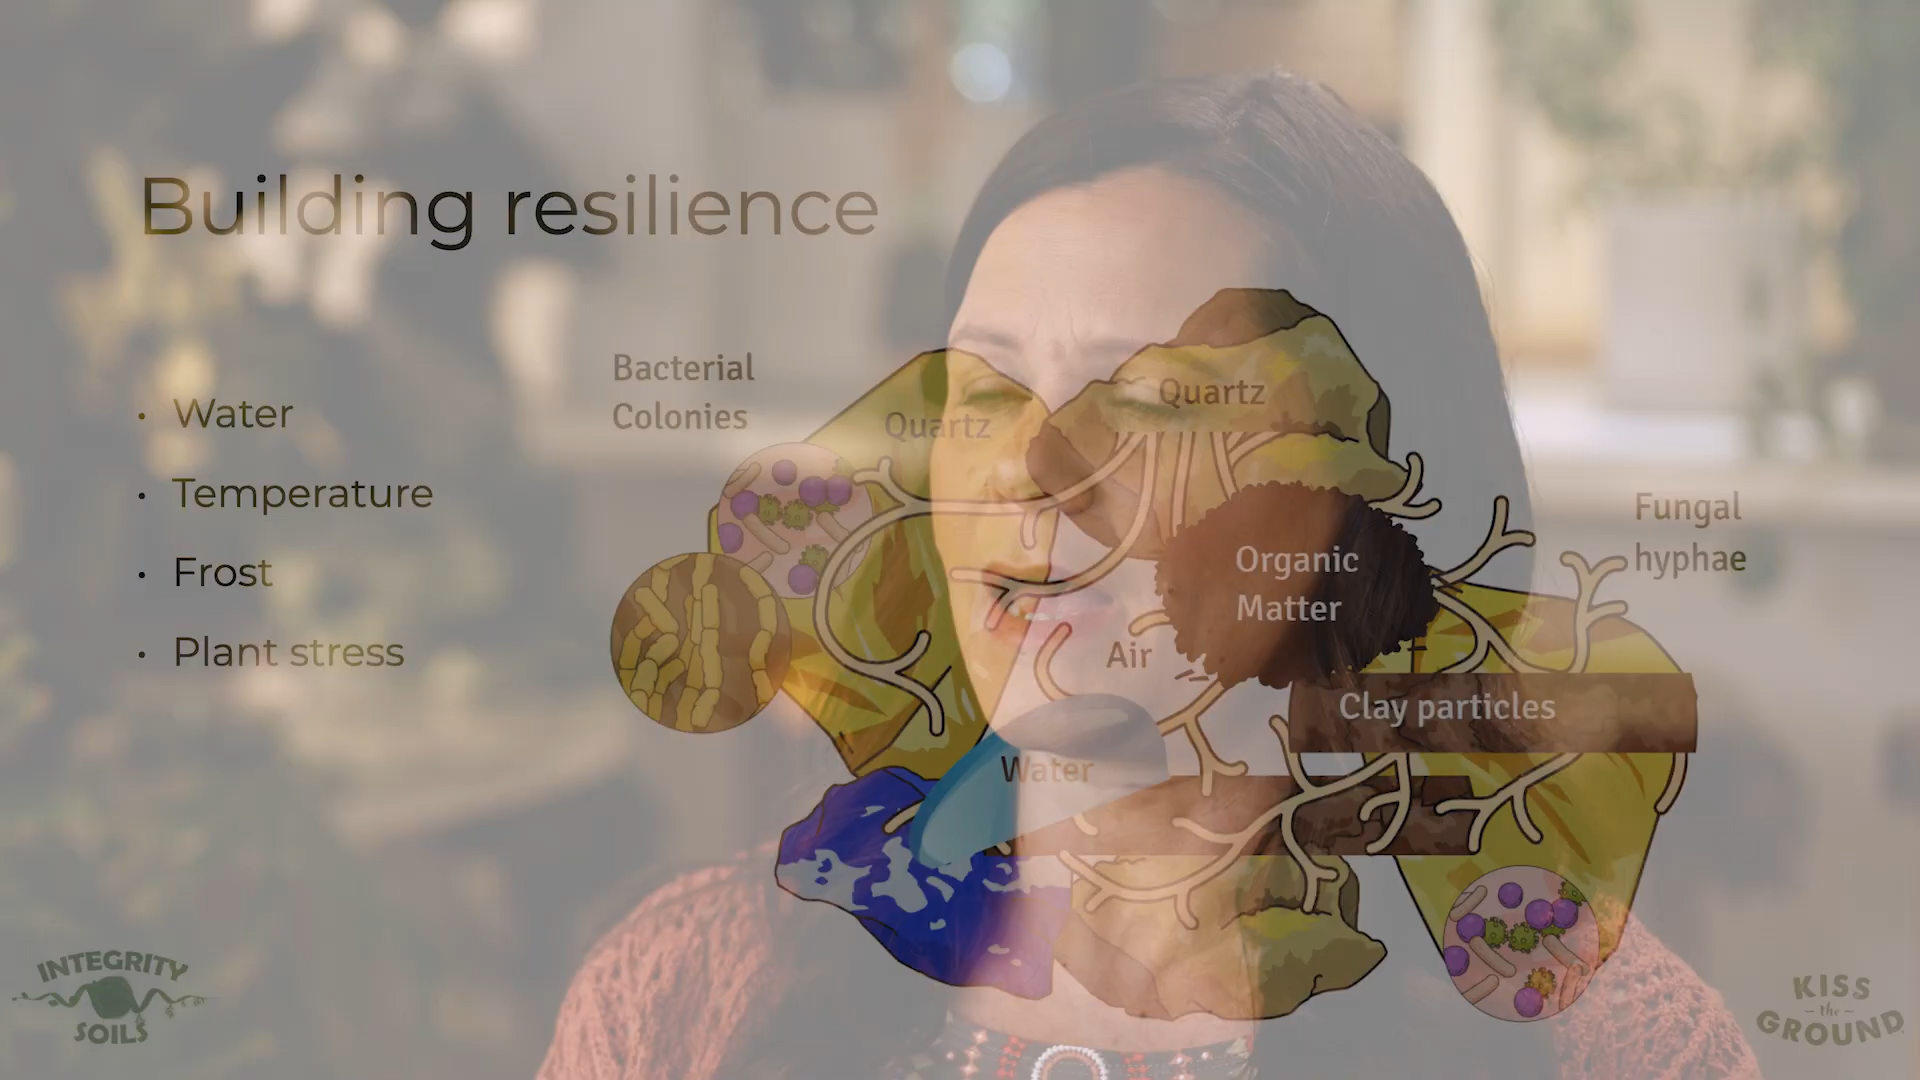 Building resilience
• Water
• Temperature
• Frost
• Plant stress
Bacterial
Colonies
Quartz
Quartz
Organic
Matter
Fungal
hyphae
Air
Clay particles
Water
INTEGRITY
SOILS
KISS
- the -
GROUND